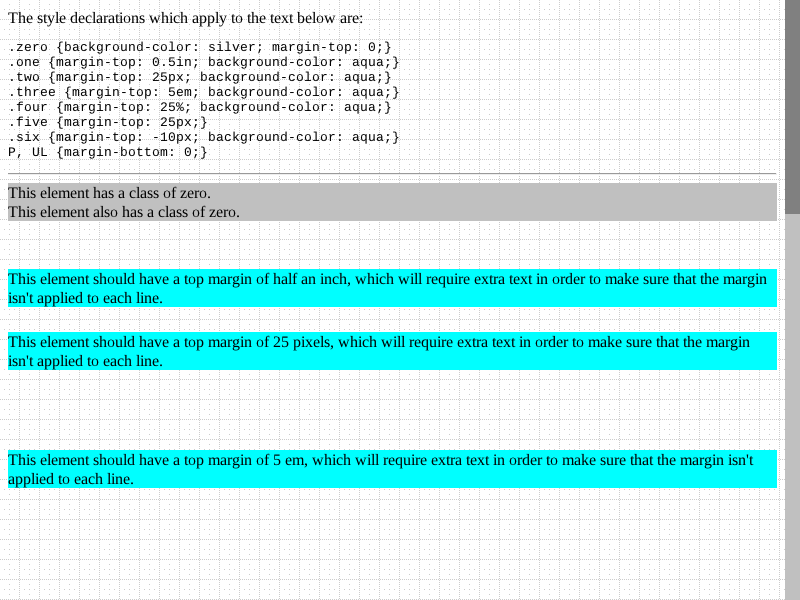 The style declarations which apply to the text below are:
.zero {background-color: silver; margin-top: 0;}
.one {margin-top: 0.5in; background-color: aqua;}
.two {margin-top: 25px; background-color: aqua;}
.three {margin-top: 5em; background-color: aqua;}
.four {margin-top: 25%; background-color: aqua;}
.five {margin-top: 25px;}
.six {margin-top: -10px; background-color: aqua;}
P, UL {margin-bottom: 0;}
This element has a class of zero.
This element also has a class of zero.
This element should have a top margin of half an inch, which will require extra text in order to make sure that the margin
isn't applied to each line.
This element should have a top margin of 25 pixels, which will require extra text in order to make sure that the margin
isn't applied to each line.
This element should have a top margin of 5 em, which will require extra text in order to make sure that the margin isn't
applied to each line.